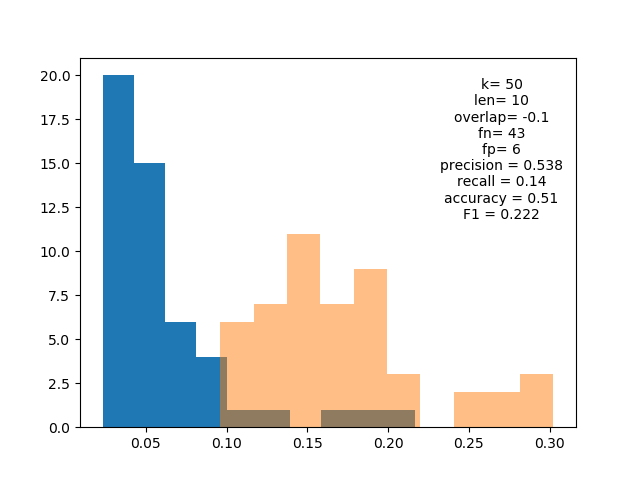 20.0
17.5
15.0
12.5
10.0
7.5
5.0
2.5
0.0
k= 50
len= 10
overlap= -0.1
fn= 43
fp= 6
precision = 0.538
recall = 0.14
accuracy = 0.51
F1 = 0.222
0.05 0.10 0.15 0.20 0.25 0.30